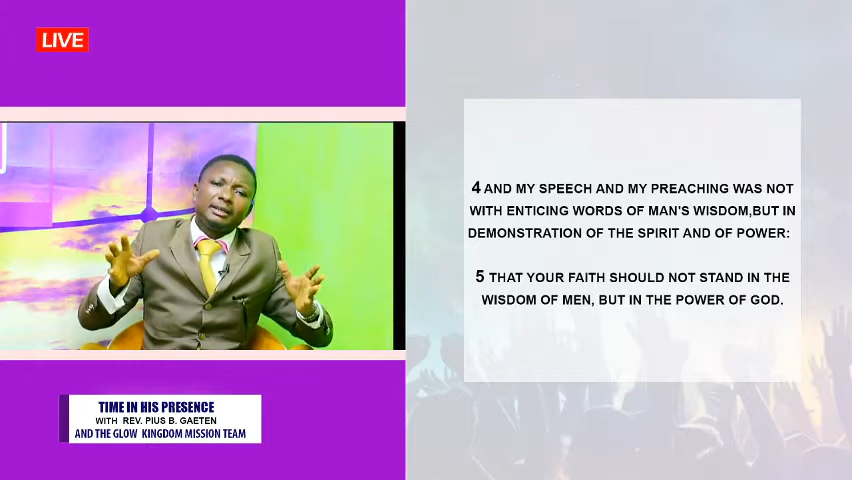 LIVE
4 AND MY SPEECH AND MY PREACHING WAS NOT
WITH ENTICING WORDS OF MAN'S WISDOM,BUT IN
DEMONSTRATION OF THE SPIRIT AND OF POWER:
5 THAT YOUR FAITH SHOULD NOT STAND IN THE
WISDOM OF MEN, BUT IN THE POWER OF GOD.
TIME IN HIS PRESENCE
WITH REV. PIUS B. GAETEN
AND THE GLOW KINGDOM MISSION TEAM